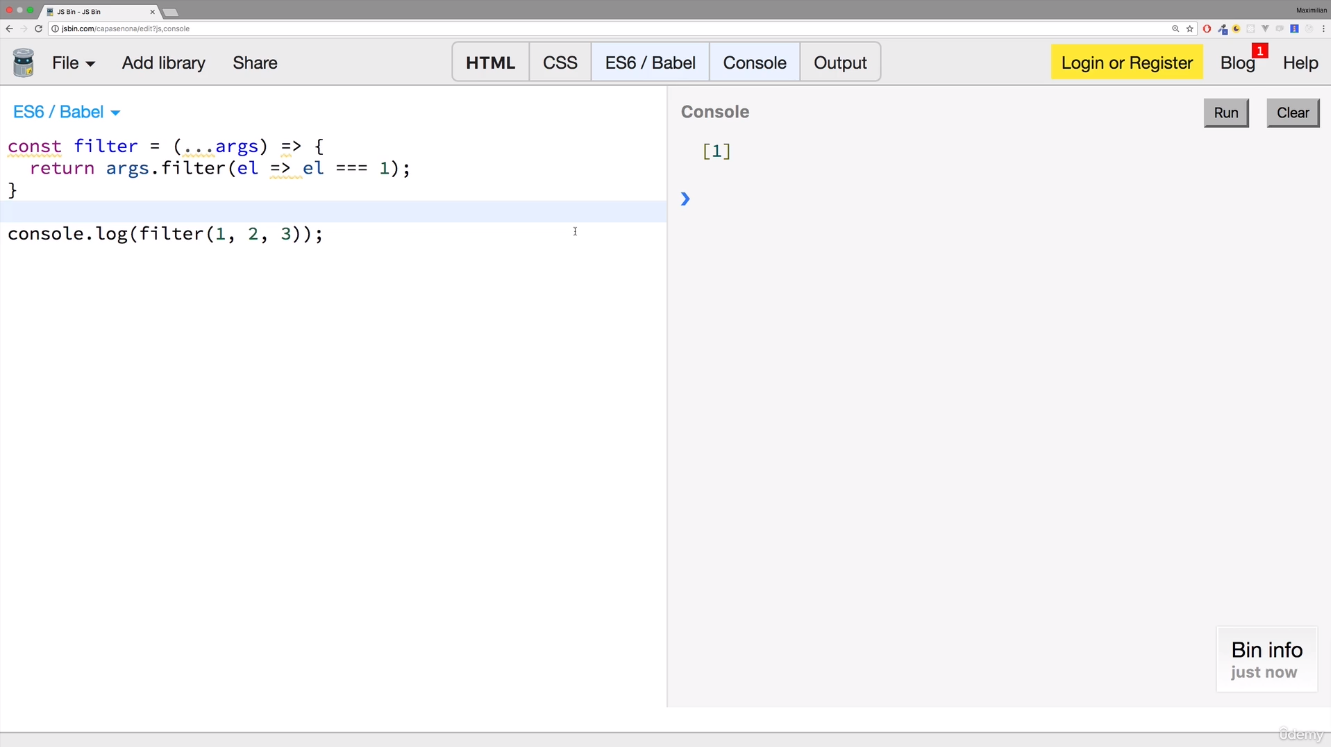 JS Bin - JS Bin
Maximilian
jsbin.com/capasenona/edit?js,console
File
Add library
Share
HTML
CSS
ES6 / Babel
Console
Output
Login or Register
Blog
1
Help
ES6 / Babel
const filter = (...args) => {
  return args.filter(el => el === 1);
}
console.log(filter(1, 2, 3));
Console
Run
Clear
[1]
Bin info
just now
ûdemy